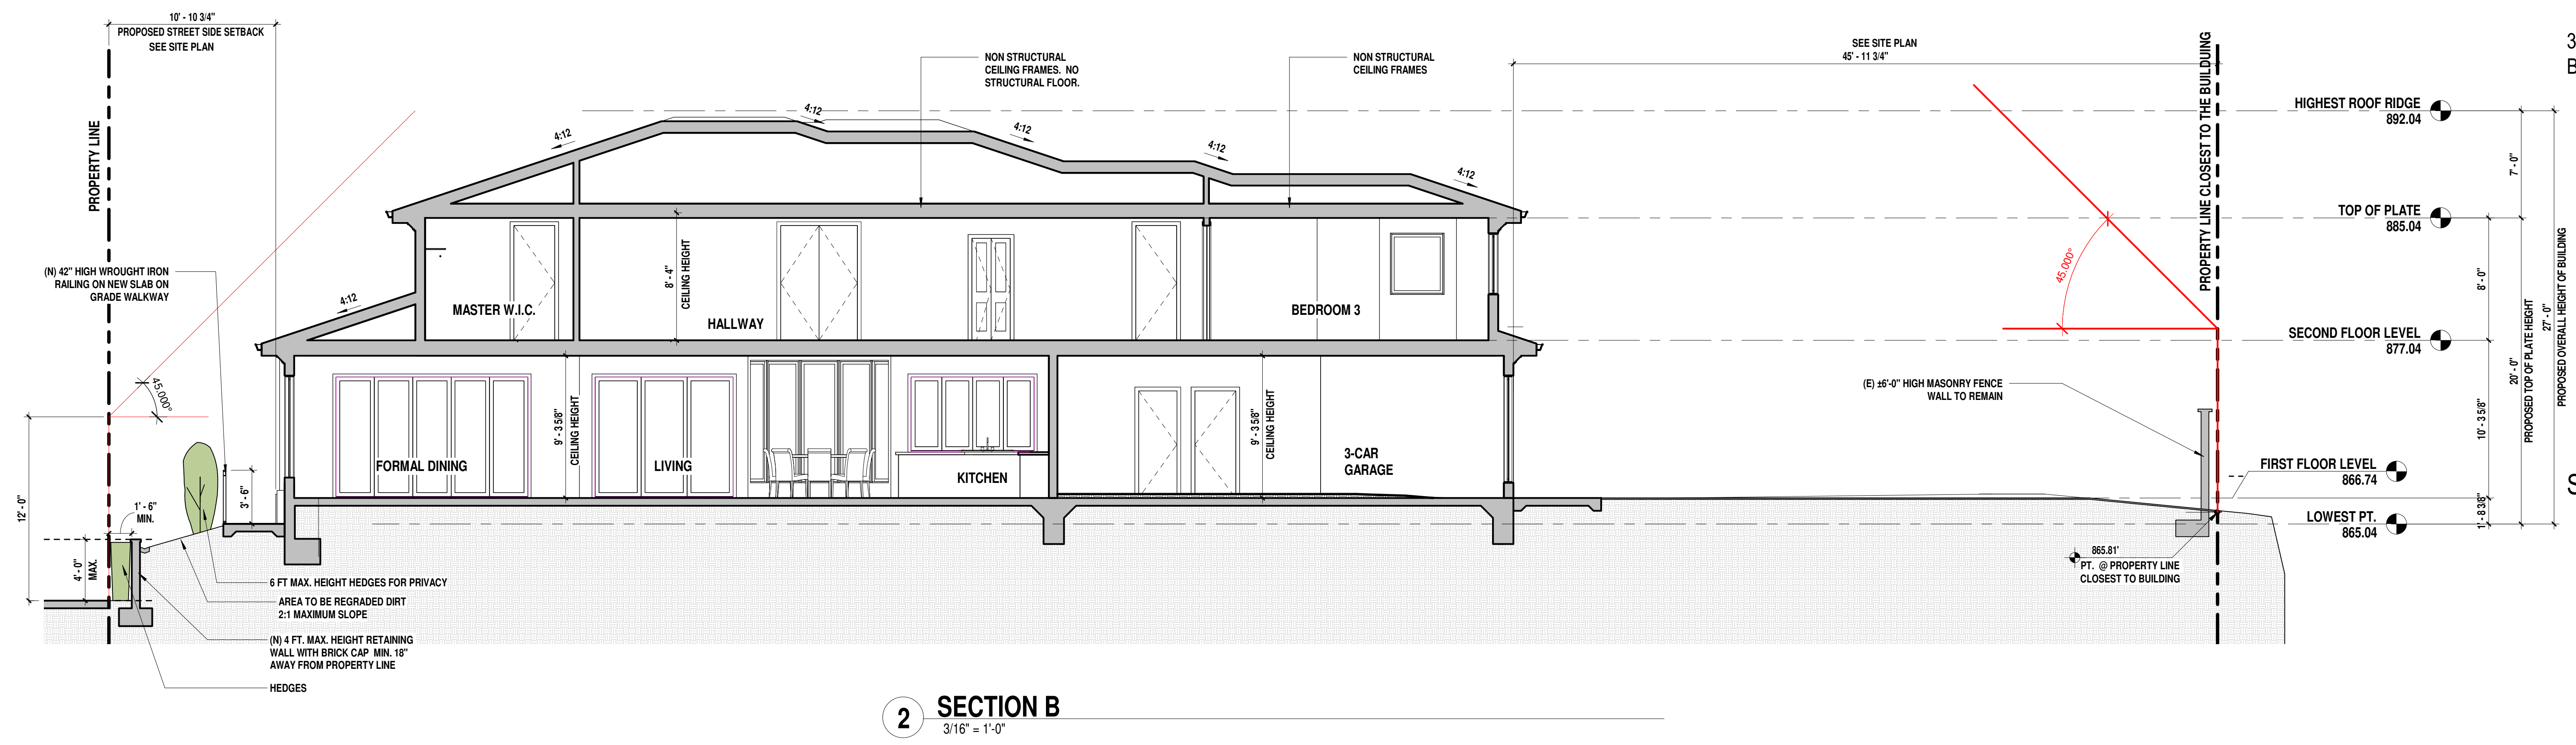 10' - 10 3/4"
PROPOSED STREET SIDE SETBACK
SEE SITE PLAN
PROPERTY LINE
NON STRUCTURAL
CEILING FRAMES. NO
STRUCTURAL FLOOR.
NON STRUCTURAL
CEILING FRAMES
SEE SITE PLAN
45' - 11 3/4"
PROPERTY LINE CLOSEST TO THE BUILDUING
3
B
HIGHEST ROOF RIDGE
892.04
TOP OF PLATE
885.04
SECOND FLOOR LEVEL
877.04
FIRST FLOOR LEVEL
866.74
LOWEST PT.
865.04
7' - 0"
8' - 0"
10' - 3 5/8"
1' - 8 3/8"
20' - 0"
PROPOSED TOP OF PLATE HEIGHT
27' - 0"
PROPOSED OVERALL HEIGHT OF BUILDING
S
4:12
4:12
4:12
4:12
4:12
4:12
(N) 42" HIGH WROUGHT IRON
RAILING ON NEW SLAB ON
GRADE WALKWAY
MASTER W.I.C.
HALLWAY
8' - 4"
CEILING HEIGHT
BEDROOM 3
45.000°
45.000°
FORMAL DINING
9' - 3 5/8"
CEILING HEIGHT
LIVING
KITCHEN
9' - 3 5/8"
CEILING HEIGHT
3-CAR
GARAGE
(E) ±6'-0" HIGH MASONRY FENCE
WALL TO REMAIN
12' - 0"
1' - 6"
MIN.
3' - 6"
4' - 0"
MAX.
865.81'
PT. @ PROPERTY LINE
CLOSEST TO BUILDING
6 FT MAX. HEIGHT HEDGES FOR PRIVACY
AREA TO BE REGRADED DIRT
2:1 MAXIMUM SLOPE
(N) 4 FT. MAX. HEIGHT RETAINING
WALL WITH BRICK CAP MIN. 18"
AWAY FROM PROPERTY LINE
HEDGES
2
SECTION B
3/16" = 1'-0"